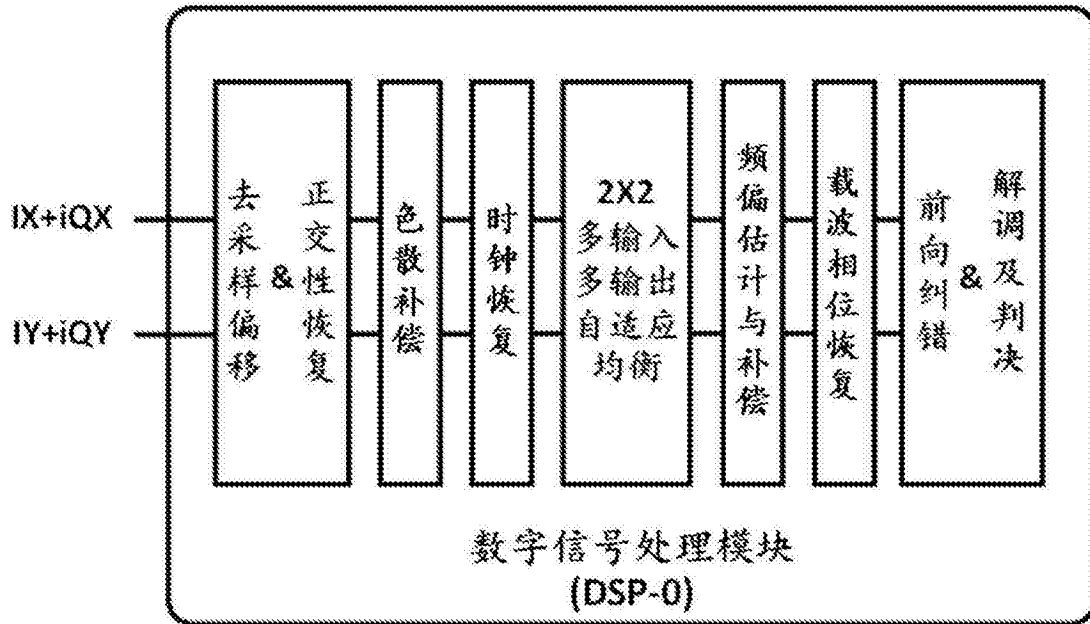 IX+iQX
IY+iQY
去采样偏移
&
正交性恢复
色散补偿
时钟恢复
2X2
多输入
多输出
自适应
均衡
频偏估计与补偿
载波相位恢复
前向纠错
&
解调及判决
数字信号处理模块
(DSP-0)